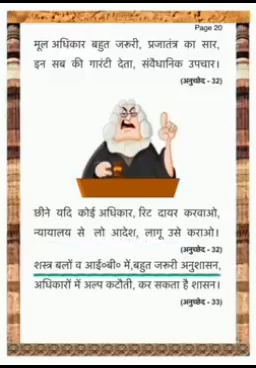 Page 20
मूल अधिकार बहुत जरूरी, प्रजातंत्र का सार,
इन सब की गारंटी देता, संवैधानिक उपचार।
(अनुच्छेद - 32)
छीने यदि कोई अधिकार, रिट दायर करवाओ,
न्यायालय से लो आदेश, लागू उसे कराओ।
(अनुच्छेद - 32)
शस्त्र बलों व आई०बी० में,बहुत जरूरी अनुशासन,
अधिकारों में अल्प कटौती, कर सकता है शासन।
(अनुच्छेद - 33)